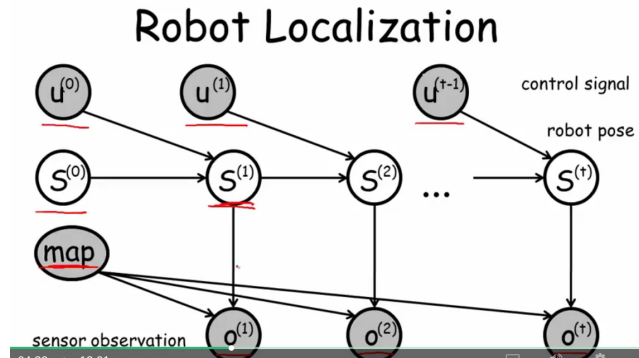 Robot Localization
u(0) u(1) u(t-1) control signal
robot pose
S(0) S(1) S(2) ... S(t)
map
sensor observation o(1) o(2) o(t)